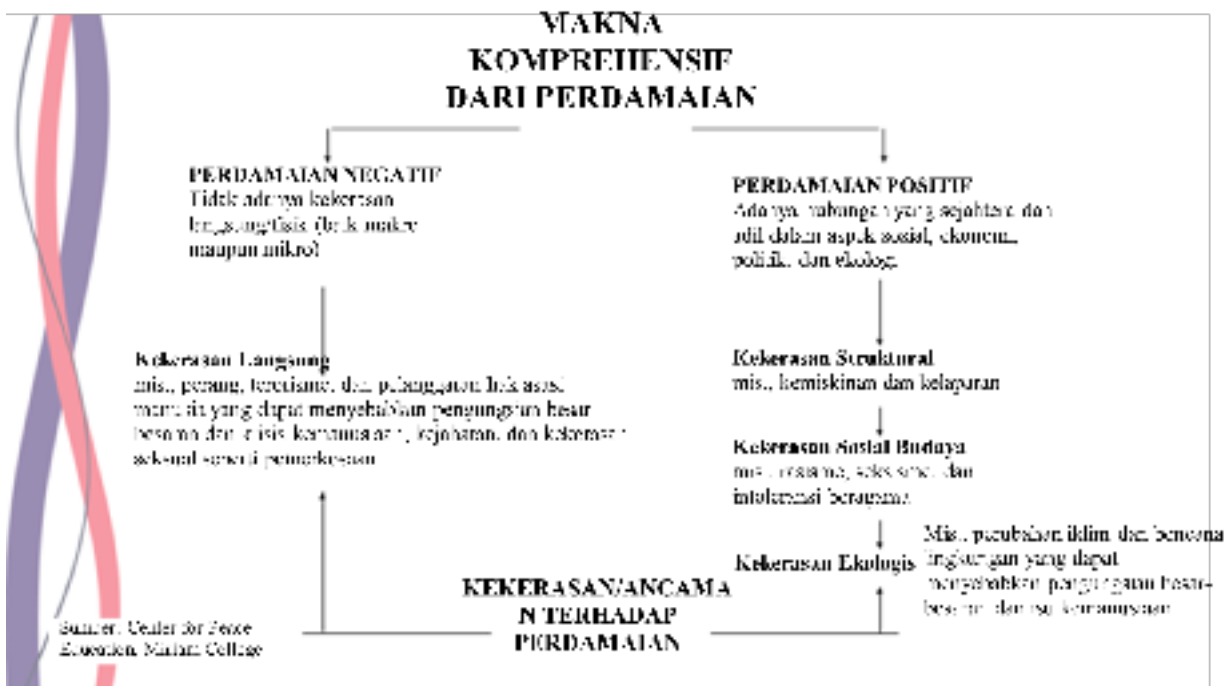 MAKNA
KOMPREHENSIF
DARI PERDAMAIAN
PERDAMAIAN NEGATIF
Tidak adanya kekerasan
langsung/fisik (baik makro
maupun mikro)
PERDAMAIAN POSITIF
Adanya hubungan yang sejahtera dan
adil dalam aspek sosial, ekonomi,
politik, dan ekologi
Kekerasan Langsung
mis., perang, terorisme, dan pelanggaran hak asasi
manusia yang dapat menyebabkan pengungsian besar-
besaran dan krisis kemanusiaan, kejahatan, dan kekerasan
seksual seperti pemerkosaan
Kekerasan Struktural
mis., kemiskinan dan kelaparan
Kekerasan Sosial Budaya
mis., rasisme, seksisme, dan
intoleransi beragama
Kekerasan Ekologis
Mis., perubahan iklim dan bencana
lingkungan yang dapat
menyebabkan pengungsian besar-
besaran dan isu kemanusiaan
KEKERASAN/ANCAMA
N TERHADAP
PERDAMAIAN
Sumber: Center for Peace
Education, Miriam College